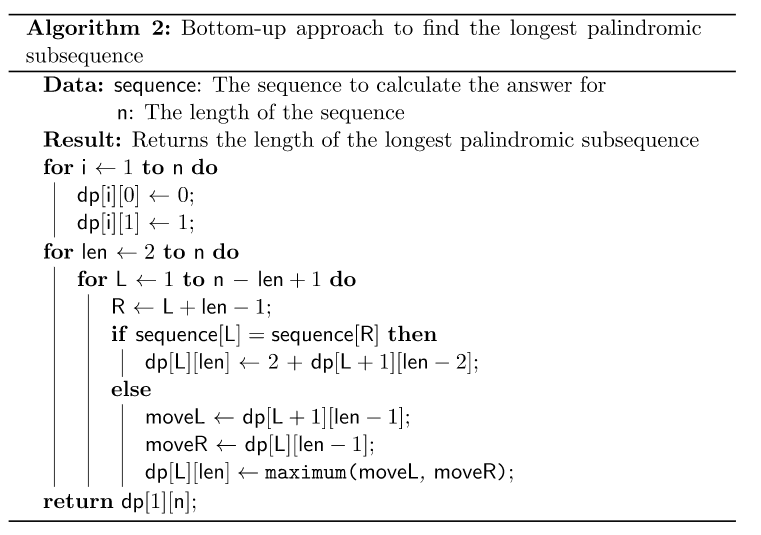 Algorithm 2: Bottom-up approach to find the longest palindromic
subsequence
Data: sequence: The sequence to calculate the answer for
n: The length of the sequence
Result: Returns the length of the longest palindromic subsequence
for i ← 1 to n do
dp[i][0] ← 0;
dp[i][1] ← 1;
for len ← 2 to n do
for L ← 1 to n − len + 1 do
R ← L + len − 1;
if sequence[L] = sequence[R] then
dp[L][len] ← 2 + dp[L + 1][len − 2];
else
moveL ← dp[L + 1][len − 1];
moveR ← dp[L][len − 1];
dp[L][len] ← maximum(moveL, moveR);
return dp[1][n];